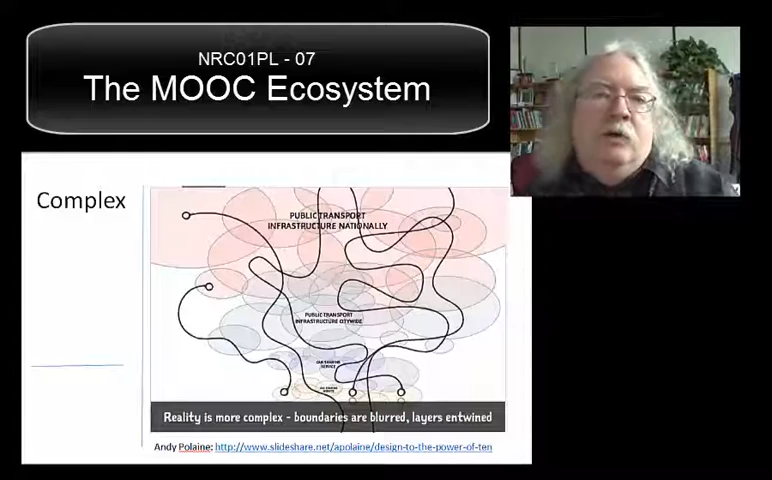 NRC01PL - 07
The MOOC Ecosystem
Complex
PUBLIC TRANSPORT
INFRASTRUCTURE NATIONALLY
PUBLIC TRANSPORT
INFRASTRUCTURE CITYWIDE
Reality is more complex - boundaries are blurred, layers entwined
Andy Polaine: http://www.slideshare.net/apolaine/design-to-the-power-of-ten